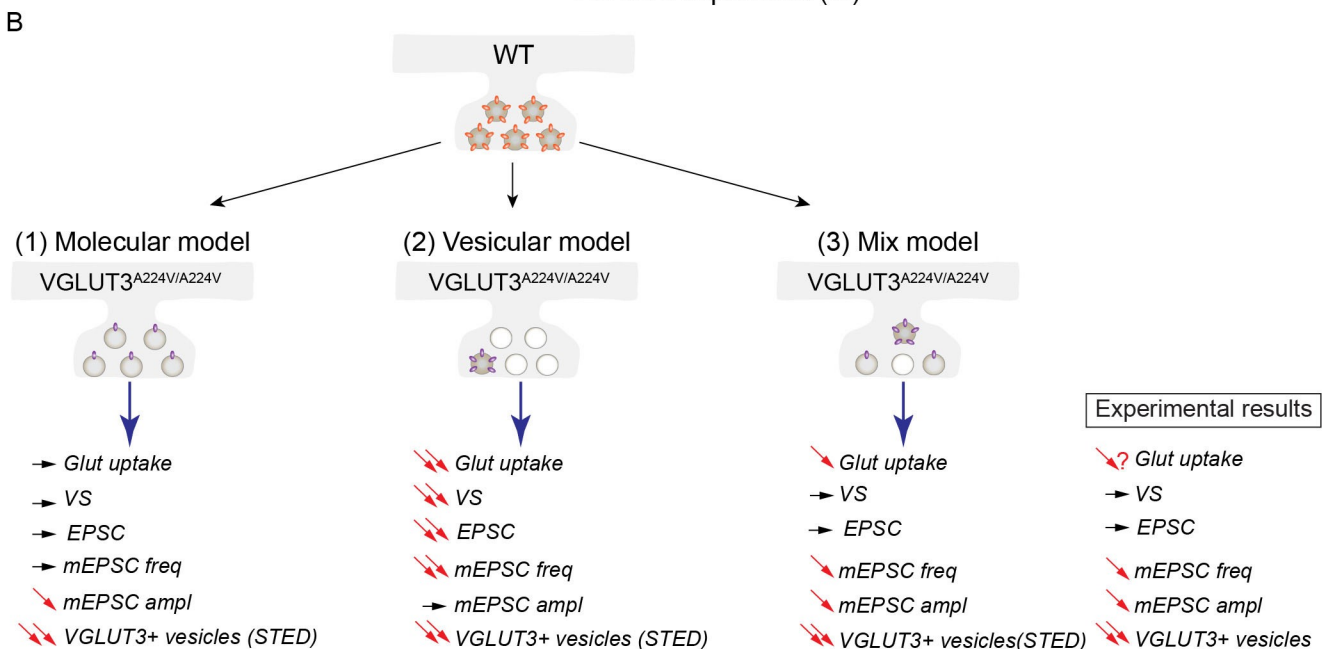 B
WT
(1) Molecular model
VGLUT3A224V/A224V
Glut uptake
VS
EPSC
mEPSC freq
mEPSC ampl
VGLUT3+ vesicles (STED)
(2) Vesicular model
VGLUT3A224V/A224V
Glut uptake
VS
EPSC
mEPSC freq
mEPSC ampl
VGLUT3+ vesicles (STED)
(3) Mix model
VGLUT3A224V/A224V
Glut uptake
VS
EPSC
mEPSC freq
mEPSC ampl
VGLUT3+ vesicles(STED)
Experimental results
? Glut uptake
VS
EPSC
mEPSC freq
mEPSC ampl
VGLUT3+ vesicles